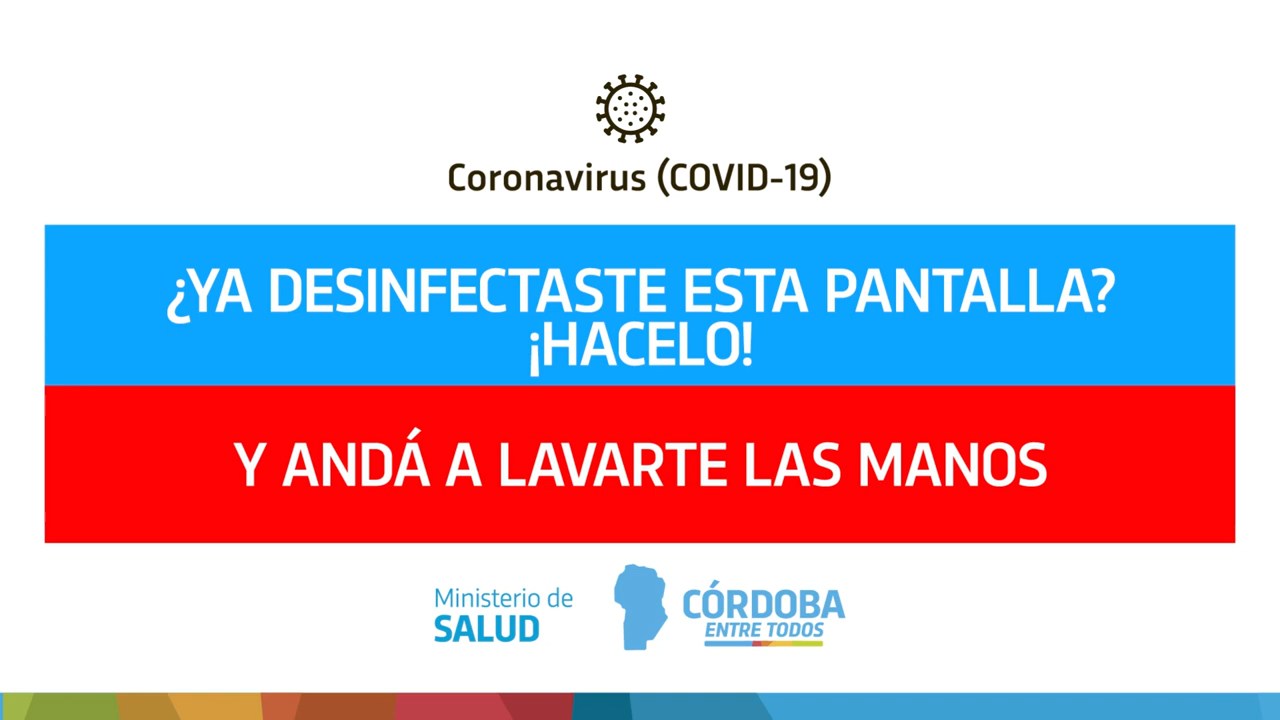 Coronavirus (COVID-19)
¿YA DESINFECTASTE ESTA PANTALLA?
¡HACELO!
Y ANDÁ A LAVARTE LAS MANOS
Ministerio de
SALUD
CÓRDOBA
ENTRE TODOS